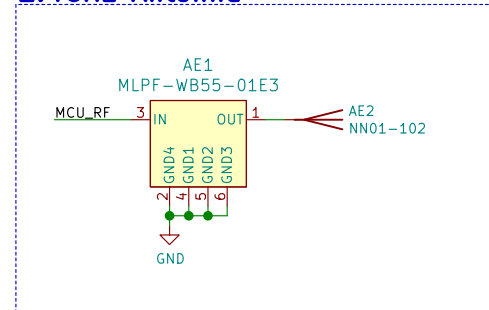 AE1
MLPF-WB55-01E3
MCU_RF
3
IN
OUT
1
AE2
NN01-102
GND4
GND1
GND2
GND3
2
4
5
6
GND